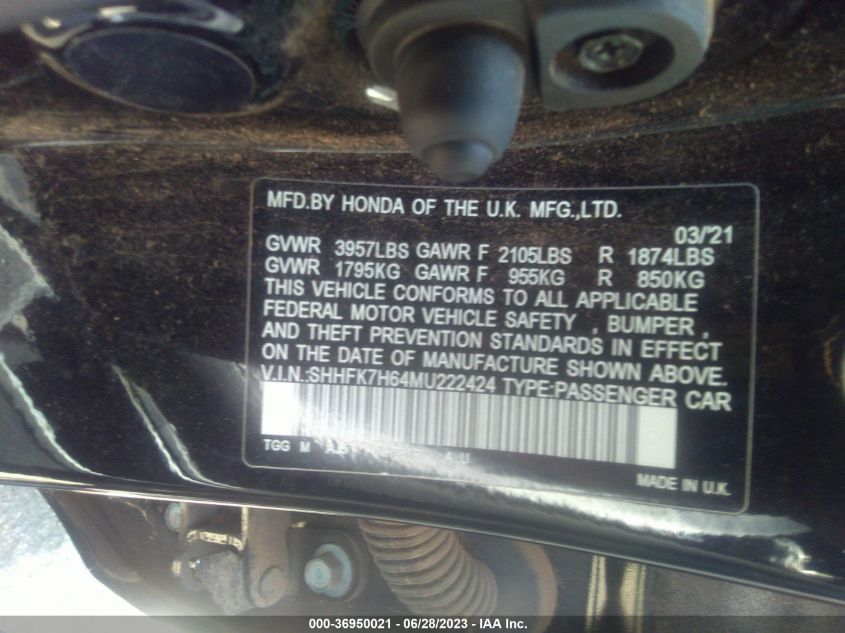 MFD.BY HONDA OF THE U.K. MFG.,LTD.
03/'21
GVWR 3957LBS GAWR F 2105LBS R 1874LBS
GVWR 1795KG GAWR F 955KG R 850KG
THIS VEHICLE CONFORMS TO ALL APPLICABLE
FEDERAL MOTOR VEHICLE SAFETY , BUMPER ,
AND THEFT PREVENTION STANDARDS IN EFFECT
ON THE DATE OF MANUFACTURE SHOWN ABOVE.
V.I.N.:SHHFK7H64MU222424 TYPE:PASSENGER CAR
TGG M
MADE IN U.K.
000-36950021 - 06/28/2023 - IAA Inc.